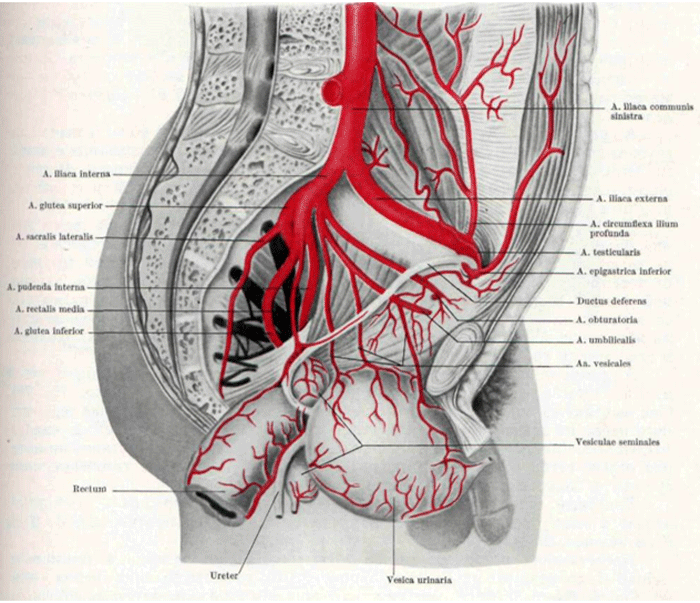 A. iliaca communis
sinistra
A. iliaca interna
A. iliaca externa
A. glutea superior
A. circumflexa ilium
profunda
A. sacralis lateralis
A. testicularis
A. epigastrica inferior
A. pudenda interna
Ductus deferens
A. rectalis media
A. obturatoria
A. glutea inferior
A. umbilicalis
Aa. vesicales
Vesiculae seminales
Rectum
Ureter
Vesica urinaria